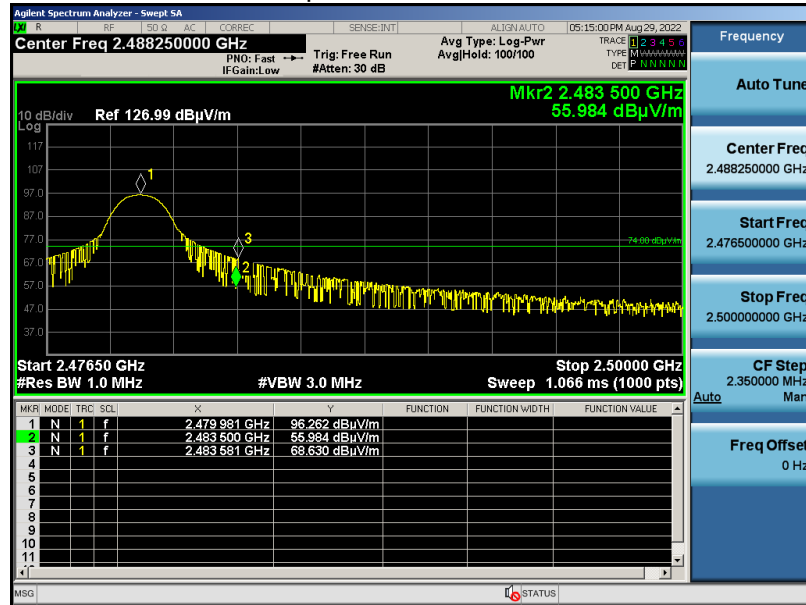 Agilent Spectrum Analyzer - Swept SA
LXI R RF 50 Ω AC CORREC SENSE:INT ALIGN AUTO 05:15:00 PM Aug 29, 2022
Center Freq 2.488250000 GHz
PNO: Fast
IFGain:Low
Trig: Free Run
#Atten: 30 dB
Avg Type: Log-Pwr
Avg|Hold: 100/100
TRACE 1 2 3 4 5 6
TYPE M
DET P N N N N N
Frequency
Mkr2 2.483 500 GHz
55.984 dBµV/m
10 dB/div Ref 126.99 dBµV/m
Log
117
107
97.0
87.0
77.0
67.0
57.0
47.0
37.0
1
2
3
74.00 dBµV/m
Start 2.47650 GHz Stop 2.50000 GHz
#Res BW 1.0 MHz #VBW 3.0 MHz Sweep 1.066 ms (1000 pts)
MKR MODE TRC SCL X Y FUNCTION FUNCTION WIDTH FUNCTION VALUE
1 N 1 f 2.479 981 GHz 96.262 dBµV/m
2 N 1 f 2.483 500 GHz 55.984 dBµV/m
3 N 1 f 2.483 581 GHz 68.630 dBµV/m
4
5
6
7
8
9
10
11
MSG STATUS
Auto Tune
Center Freq
2.488250000 GHz
Start Freq
2.476500000 GHz
Stop Freq
2.500000000 GHz
CF Step
2.350000 MHz
Auto Man
Freq Offset
0 Hz